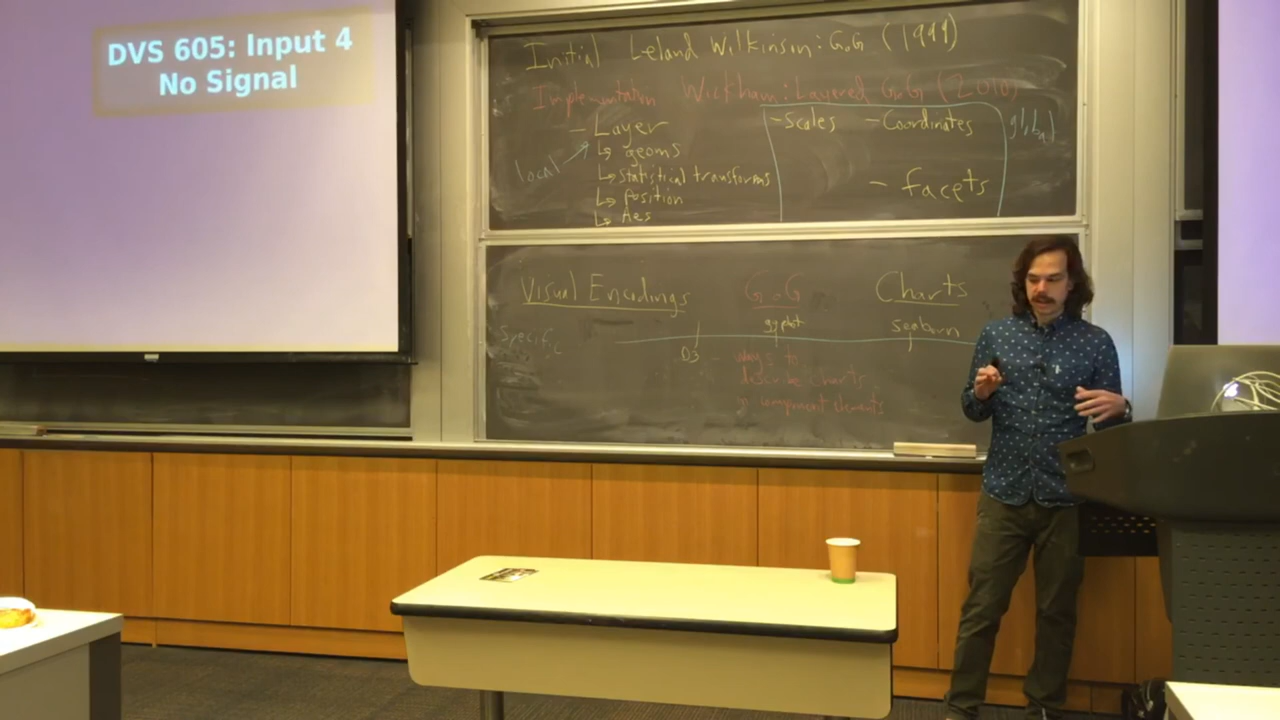 DVS 605: Input 4
No Signal
Initial Leland Wilkinson: GoG (1999)
Implementation Wickham: Layered GoG (2010)
- Layer
↳ geoms
↳ statistical transforms
↳ position
↳ Aes
local
- Scales - Coordinates
- facets
global
Visual Encodings GoG Charts
ggplot seaborn
Specific
D3 - ways to
describe charts
in component elements